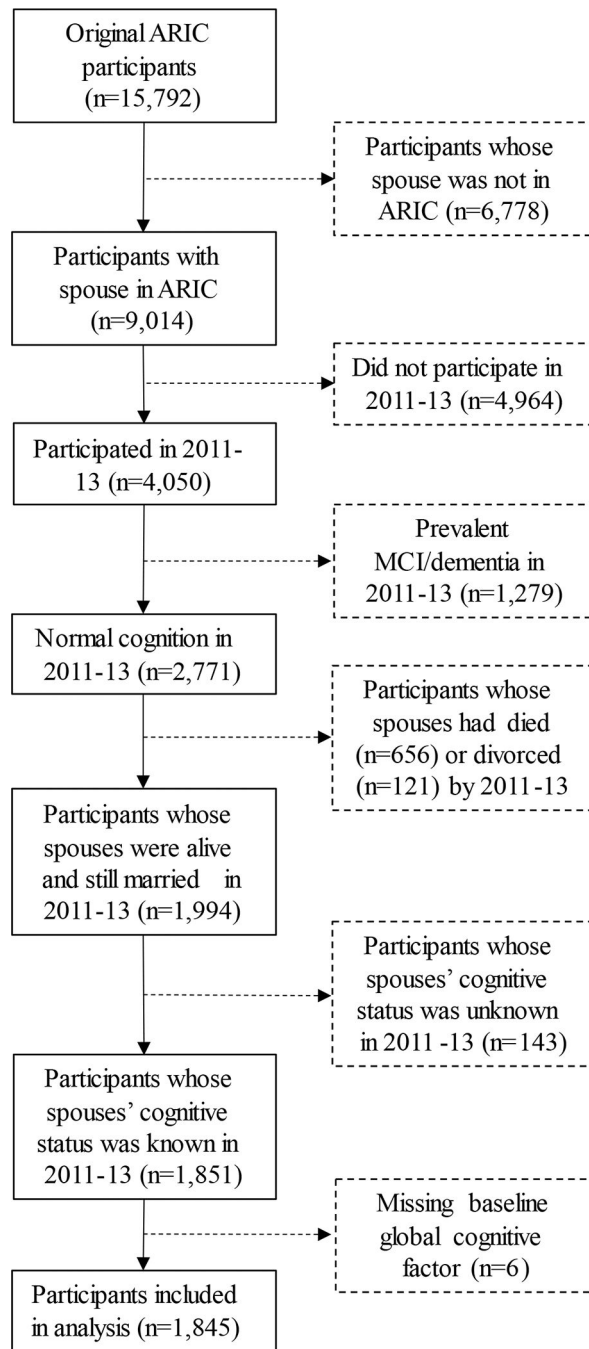 Original ARIC
participants
(n=15,792)
Participants whose
spouse was not in
ARIC (n=6,778)
Participants with
spouse in ARIC
(n=9,014)
Did not participate in
2011-13 (n=4,964)
Participated in 2011-
13 (n=4,050)
Prevalent
MCI/dementia in
2011-13 (n=1,279)
Normal cognition in
2011-13 (n=2,771)
Participants whose
spouses had died
(n=656) or divorced
(n=121) by 2011-13
Participants whose
spouses were alive
and still married in
2011-13 (n=1,994)
Participants whose
spouses’ cognitive
status was unknown
in 2011 -13 (n=143)
Participants whose
spouses’ cognitive
status was known in
2011-13 (n=1,851)
Missing baseline
global cognitive
factor (n=6)
Participants included
in analysis (n=1,845)